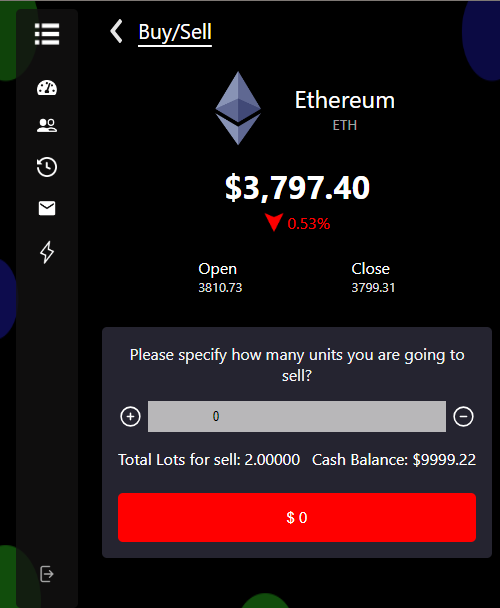 Buy/Sell
Ethereum
ETH
$3,797.40
0.53%
Open Close
3810.73 3799.31
Please specify how many units you are going to
sell?
0
Total Lots for sell: 2.00000 Cash Balance: $9999.22
$ 0